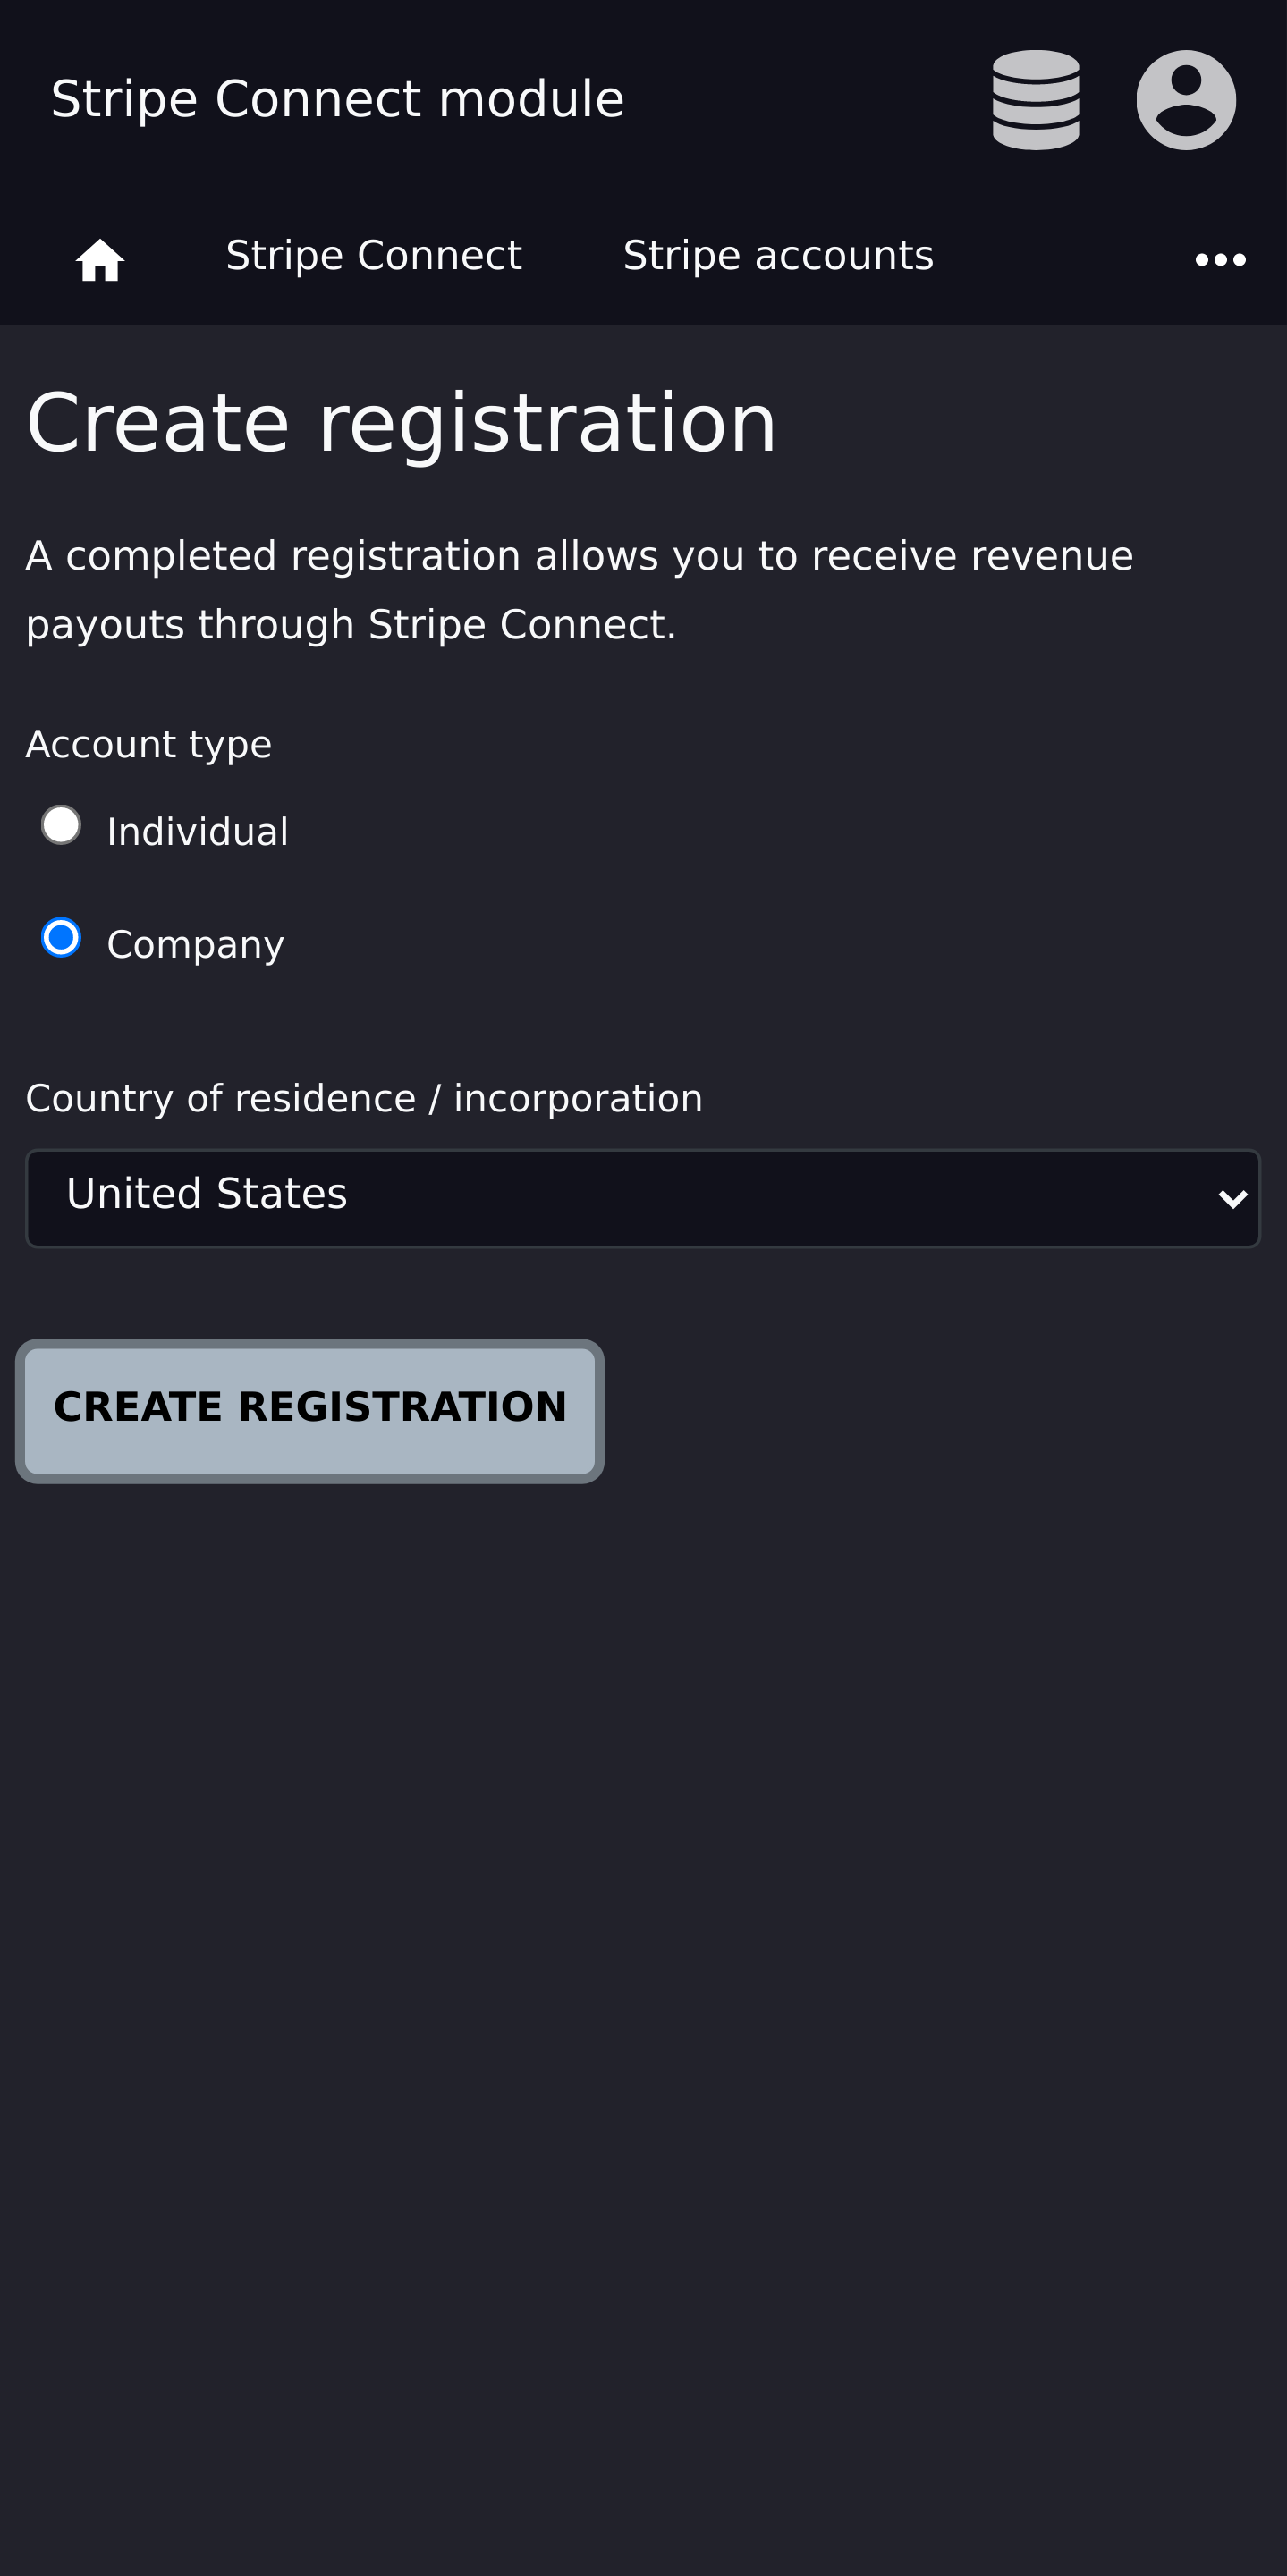 Stripe Connect module
Stripe Connect
Stripe accounts
Create registration
A completed registration allows you to receive revenue
payouts through Stripe Connect.
Account type
Individual
Company
Country of residence / incorporation
United States
CREATE REGISTRATION